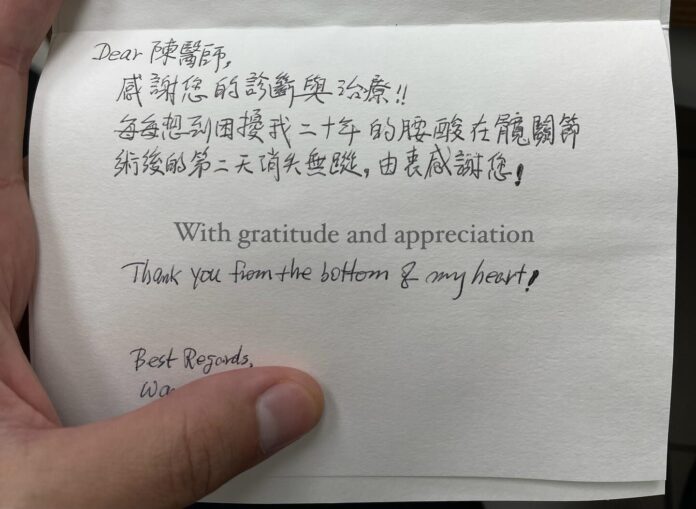 Dear 陳醫師,
感謝您的診斷與治療!!
每每想到困擾我二十年的腰酸在髖關節
術後的第二天消失無蹤,由衷感謝您!
With gratitude and appreciation
Thank you from the bottom of my heart!
Best Regards,